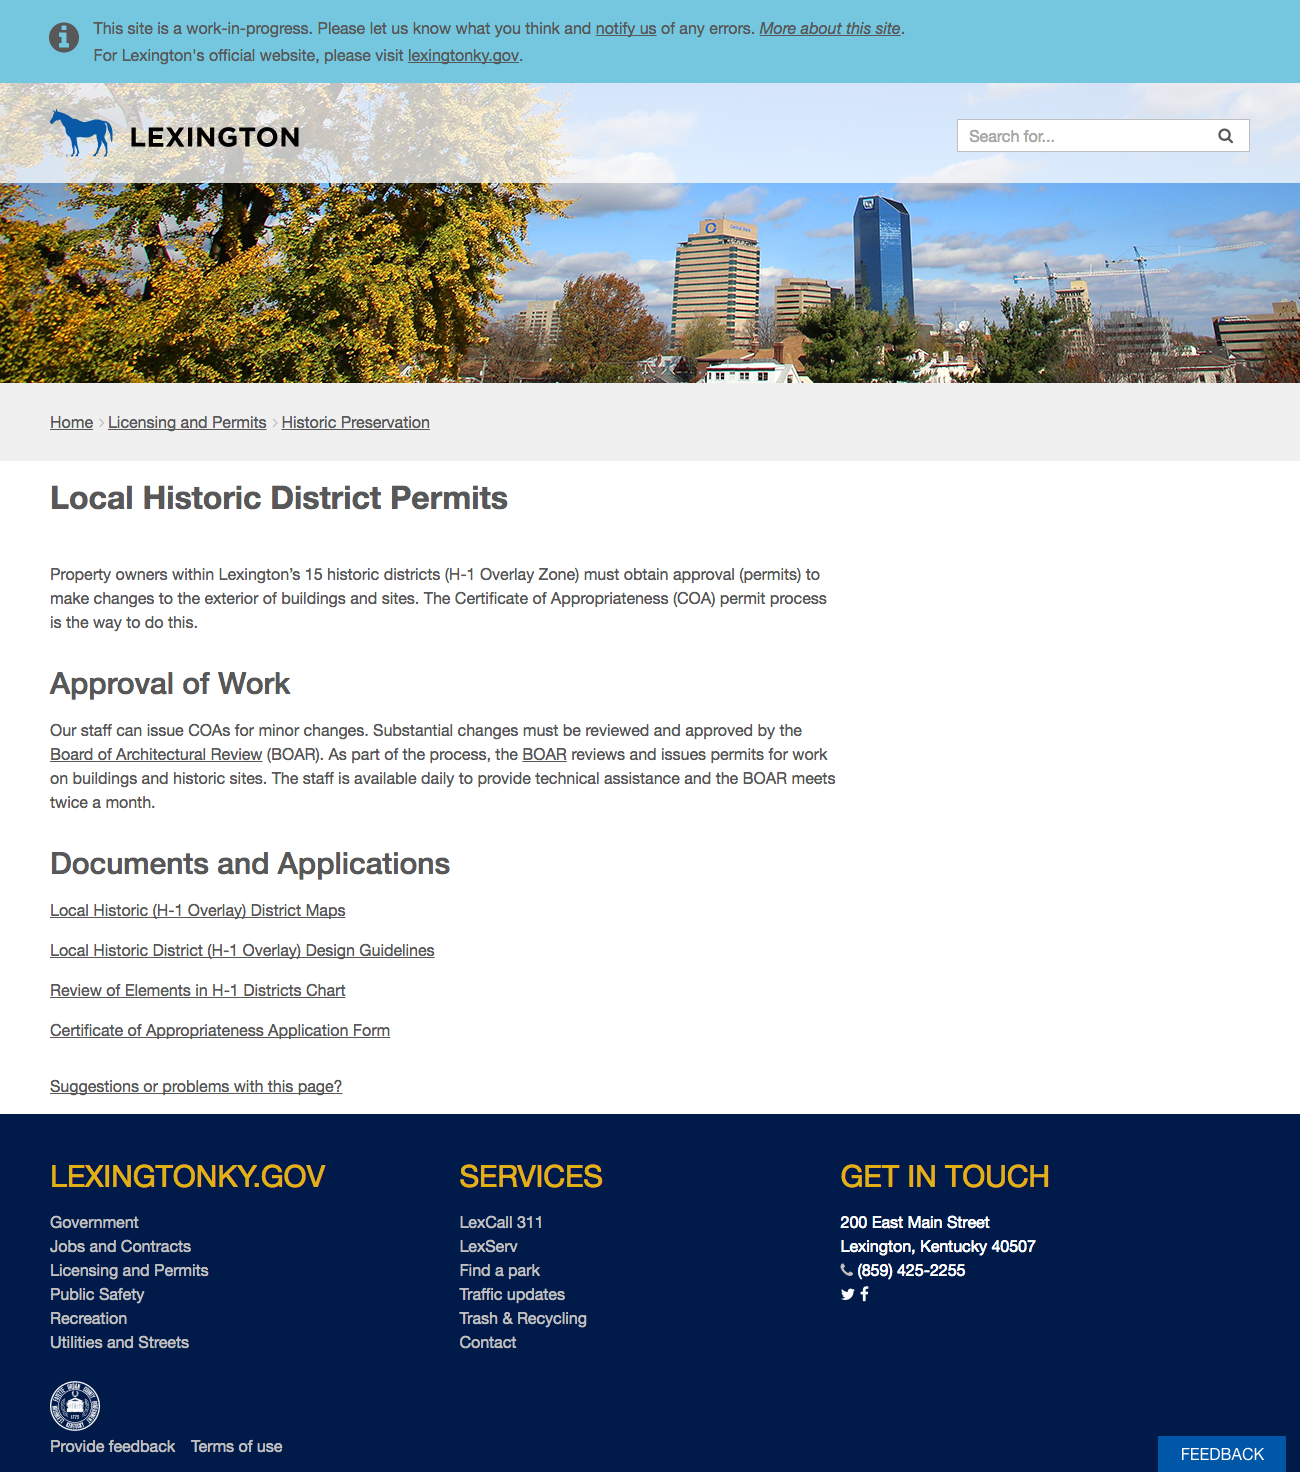 This site is a work-in-progress. Please let us know what you think and notify us of any errors. More about this site.
For Lexington's official website, please visit lexingtonky.gov.
LEXINGTON
Search for...
Home > Licensing and Permits > Historic Preservation
Local Historic District Permits
Property owners within Lexington’s 15 historic districts (H-1 Overlay Zone) must obtain approval (permits) to
make changes to the exterior of buildings and sites. The Certificate of Appropriateness (COA) permit process
is the way to do this.
Approval of Work
Our staff can issue COAs for minor changes. Substantial changes must be reviewed and approved by the
Board of Architectural Review (BOAR). As part of the process, the BOAR reviews and issues permits for work
on buildings and historic sites. The staff is available daily to provide technical assistance and the BOAR meets
twice a month.
Documents and Applications
Local Historic (H-1 Overlay) District Maps
Local Historic District (H-1 Overlay) Design Guidelines
Review of Elements in H-1 Districts Chart
Certificate of Appropriateness Application Form
Suggestions or problems with this page?
LEXINGTONKY.GOV
Government
Jobs and Contracts
Licensing and Permits
Public Safety
Recreation
Utilities and Streets
SERVICES
LexCall 311
LexServ
Find a park
Traffic updates
Trash & Recycling
Contact
GET IN TOUCH
200 East Main Street
Lexington, Kentucky 40507
(859) 425-2255
1775
Provide feedback Terms of use
FEEDBACK